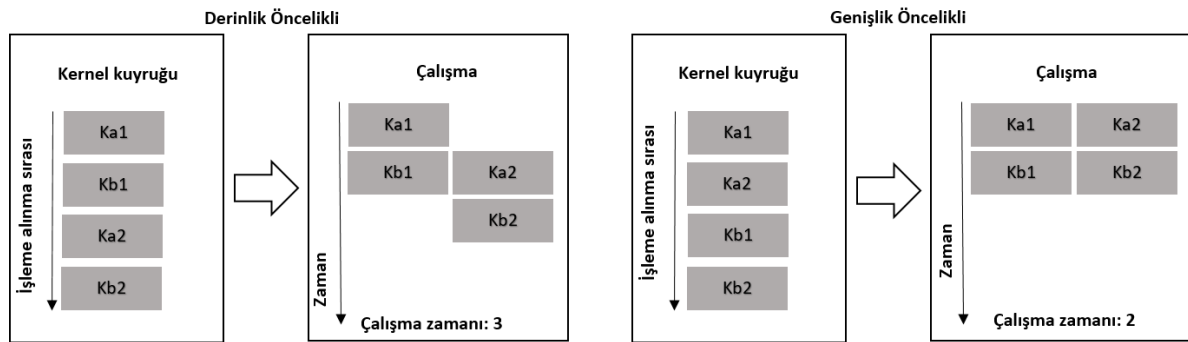 Derinlik Öncelikli
Kernel kuyruğu
İşleme alınma sırası
Ka1
Kb1
Ka2
Kb2
Çalışma
Zaman
Ka1
Kb1 Ka2
Kb2
Çalışma zamanı: 3
Genişlik Öncelikli
Kernel kuyruğu
İşleme alınma sırası
Ka1
Ka2
Kb1
Kb2
Çalışma
Zaman
Ka1 Ka2
Kb1 Kb2
Çalışma zamanı: 2